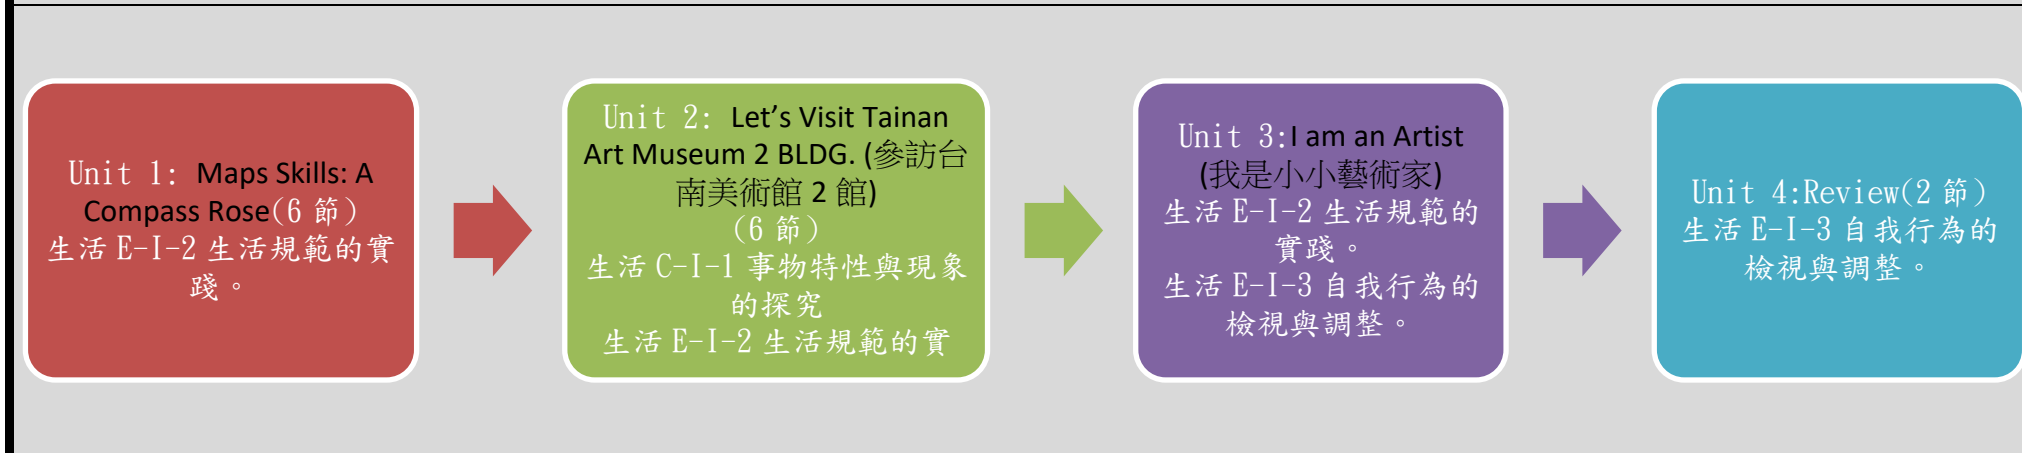 Unit 1: Maps Skills: A
Compass Rose(6 節)
生活 E-I-2 生活規範的實
踐。
Unit 2: Let’s Visit Tainan
Art Museum 2 BLDG. (參訪台
南美術館 2 館)
(6 節)
生活 C-I-1 事物特性與現象
的探究
生活 E-I-2 生活規範的實
Unit 3:I am an Artist
(我是小小藝術家)
生活 E-I-2 生活規範的
實踐。
生活 E-I-3 自我行為的
檢視與調整。
Unit 4:Review(2 節)
生活 E-I-3 自我行為的
檢視與調整。